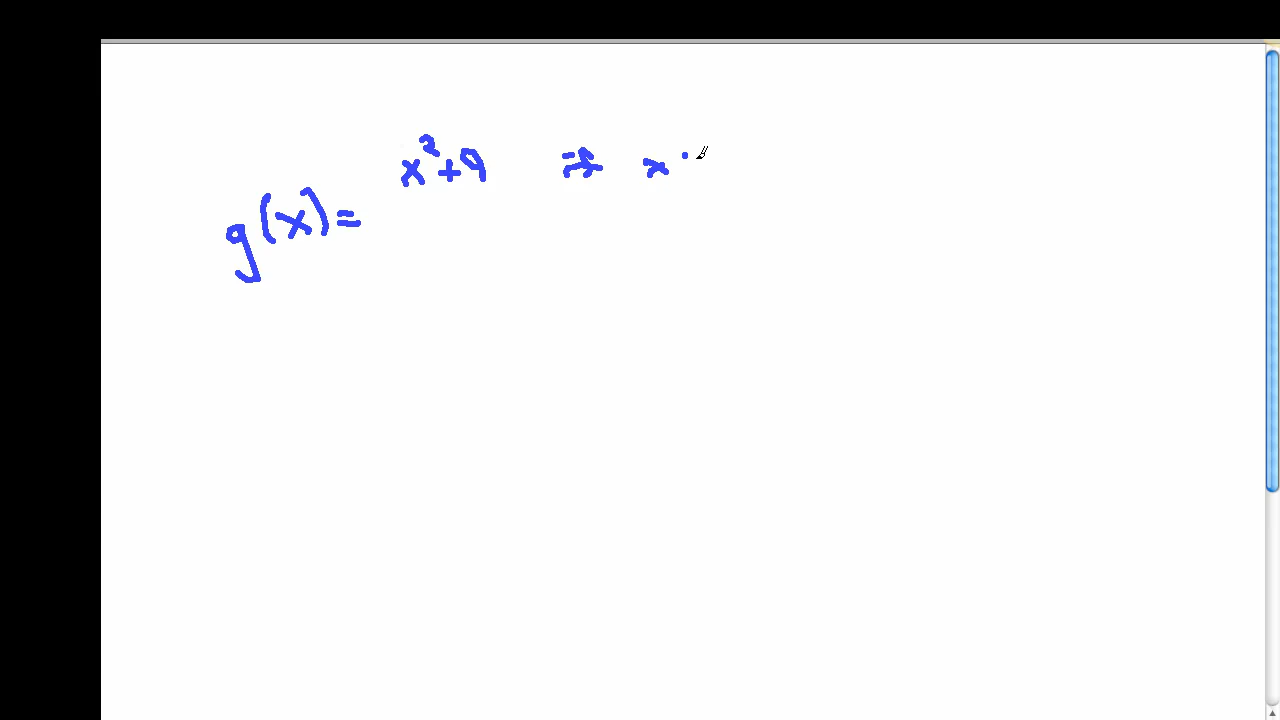 x²+9 ⇒ x
g(x)=